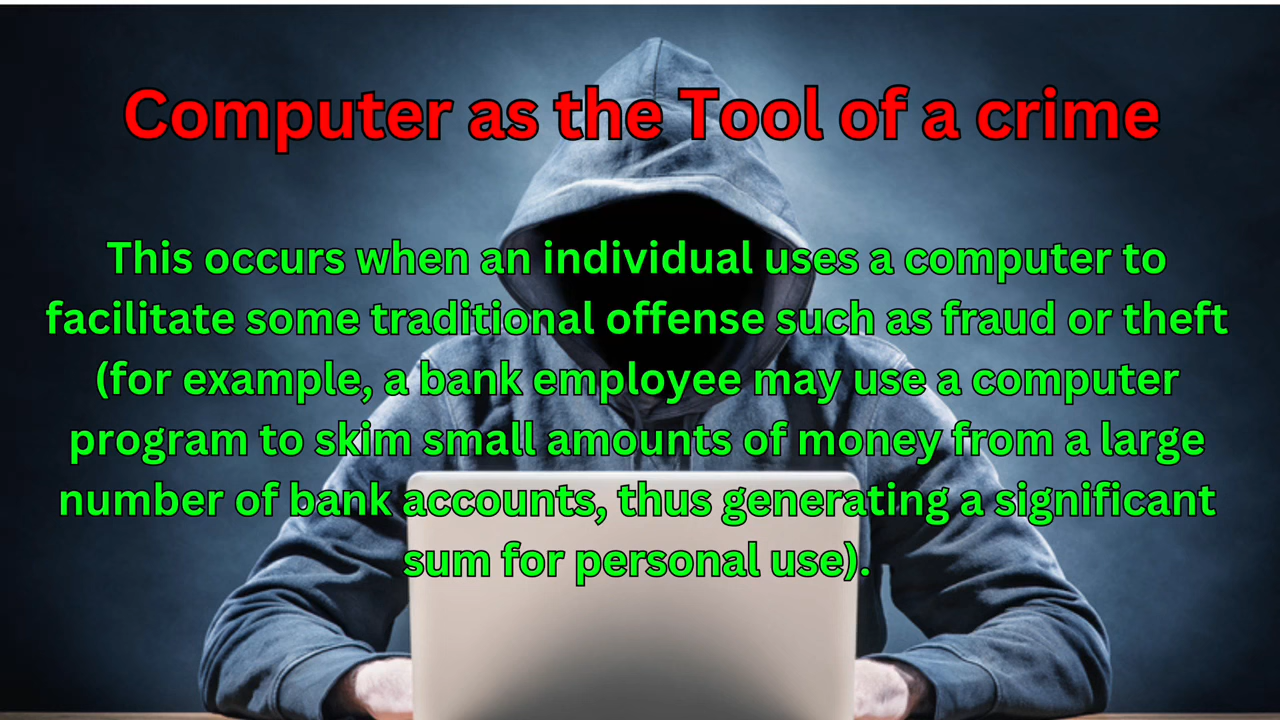 Computer as the Tool of a crime
This occurs when an individual uses a computer to
facilitate some traditional offense such as fraud or theft
(for example, a bank employee may use a computer
program to skim small amounts of money from a large
number of bank accounts, thus generating a significant
sum for personal use).